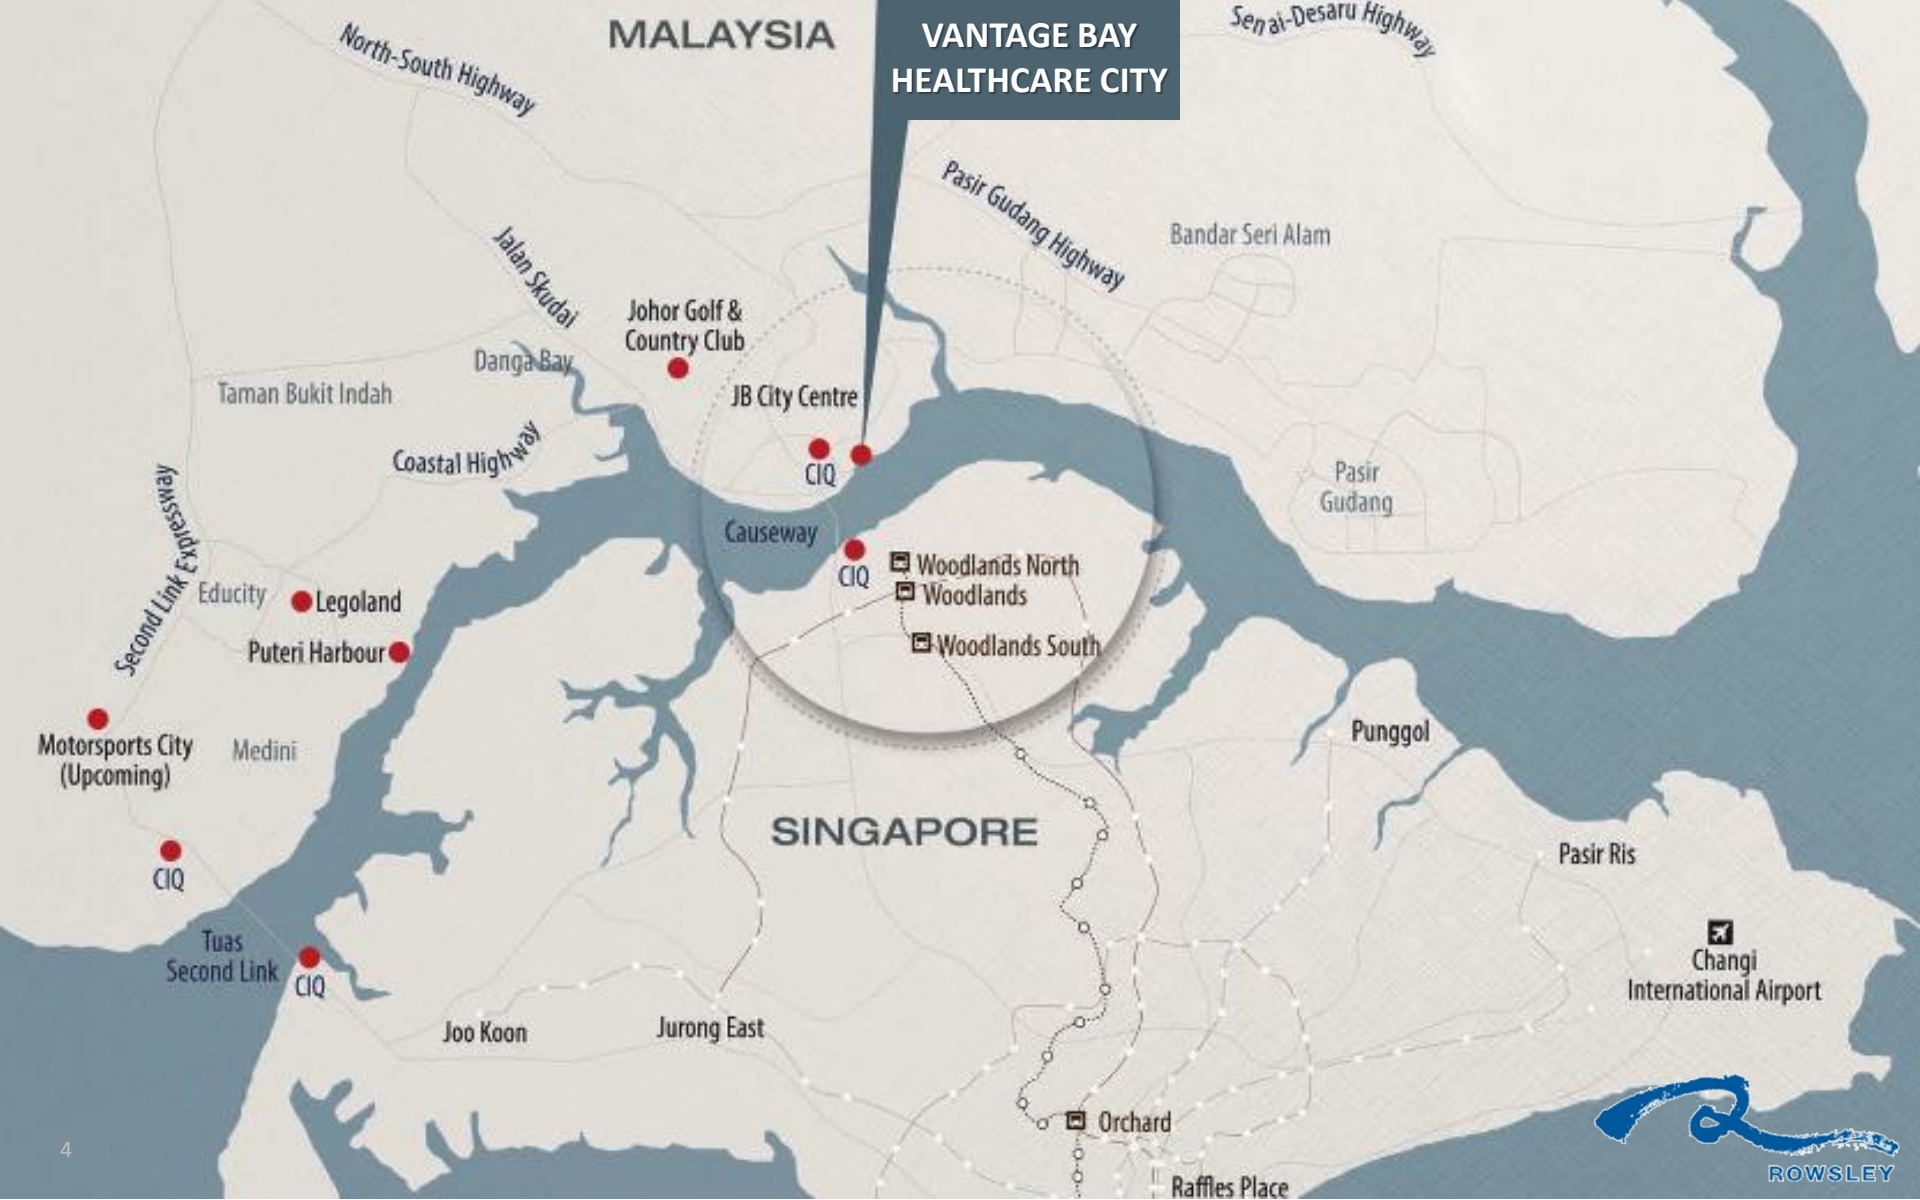 MALAYSIA
VANTAGE BAY
HEALTHCARE CITY
Senai-Desaru Highway
North-South Highway
Pasir Gudang Highway
Bandar Seri Alam
Jalan Skudai
Johor Golf &
Country Club
Danga Bay
Taman Bukit Indah
JB City Centre
Coastal Highway
CIQ
Pasir
Gudang
Second Link Expressway
Causeway
CIQ
Woodlands North
Woodlands
Educity
Legoland
Puteri Harbour
Woodlands South
Motorsports City
(Upcoming)
Medini
Punggol
SINGAPORE
Pasir Ris
CIQ
Tuas
Second Link
CIQ
Changi
International Airport
Joo Koon
Jurong East
Orchard
Raffles Place
4
ROWSLEY